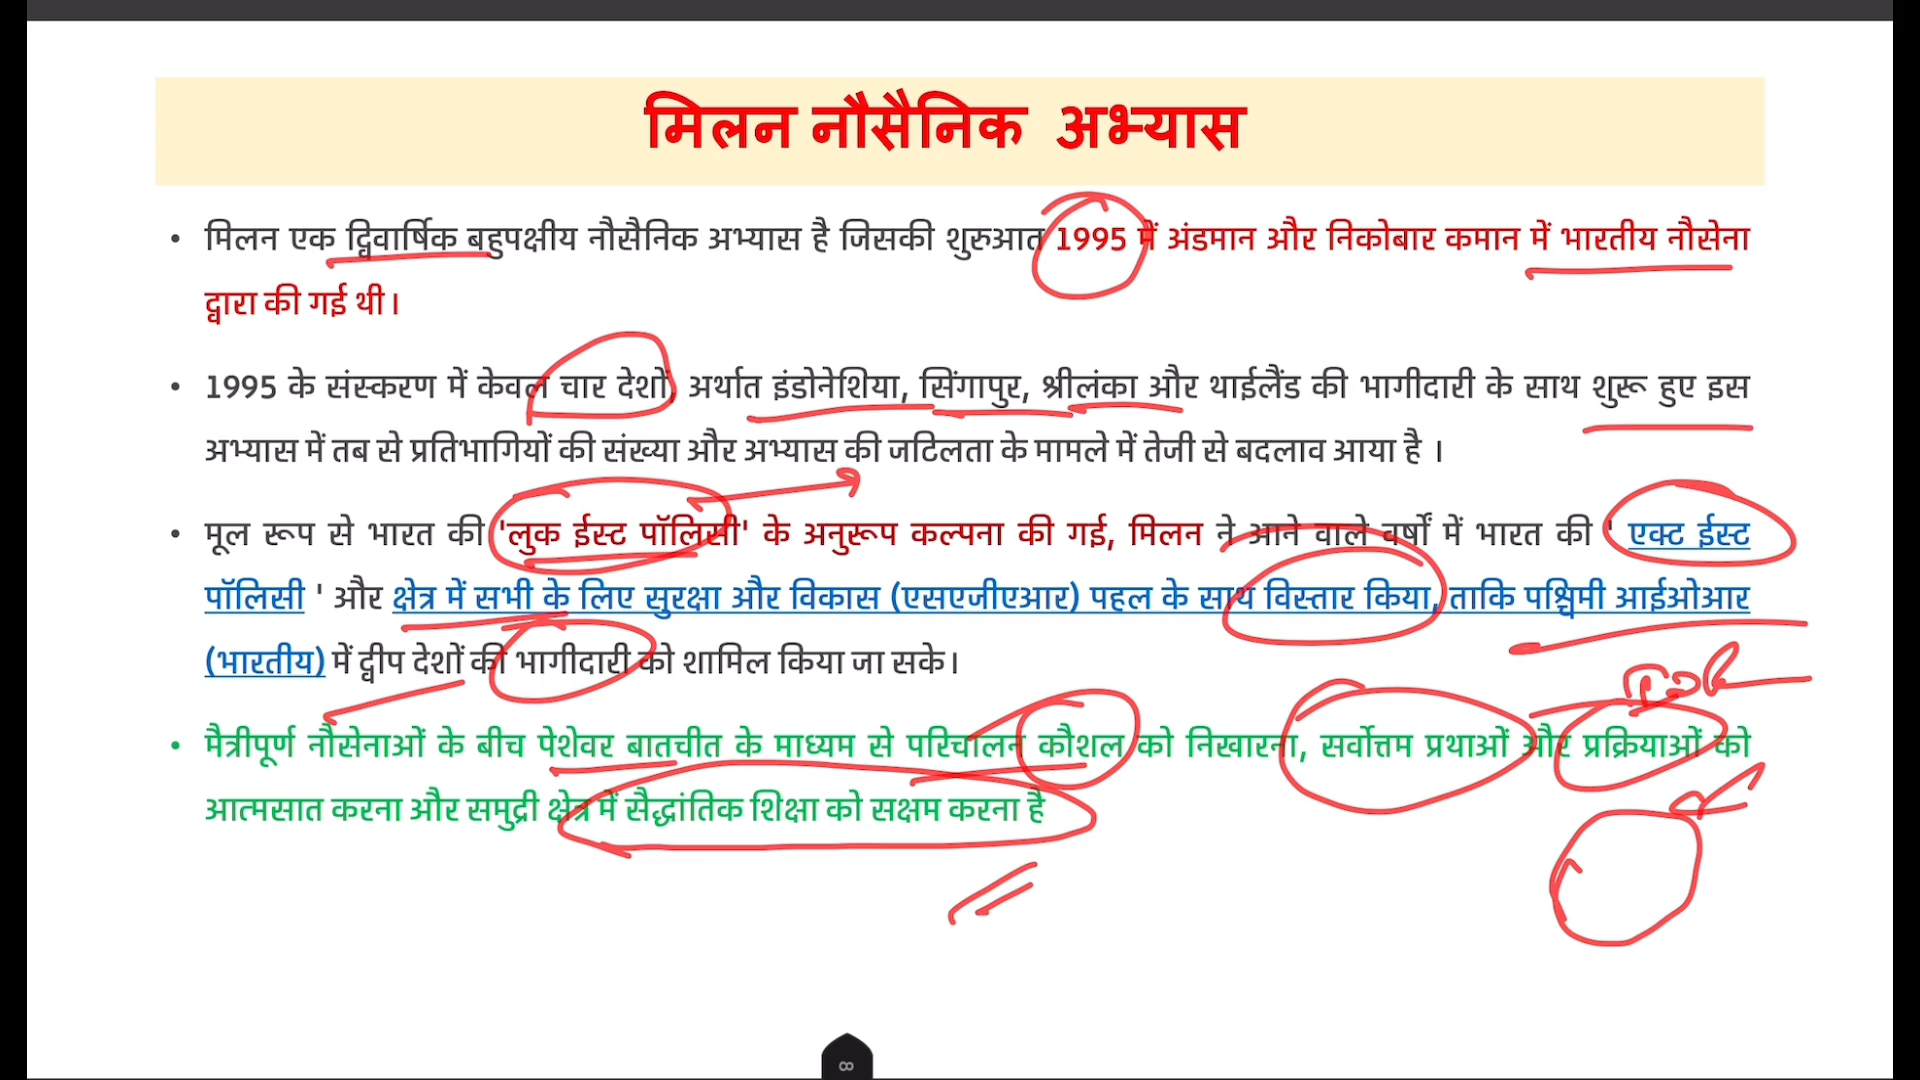 मिलन नौसैनिक अभ्यास
• मिलन एक द्विवार्षिक बहुपक्षीय नौसैनिक अभ्यास है जिसकी शुरुआत 1995 में अंडमान और निकोबार कमान में भारतीय नौसेना
द्वारा की गई थी।
• 1995 के संस्करण में केवल चार देशों, अर्थात इंडोनेशिया, सिंगापुर, श्रीलंका और थाईलैंड की भागीदारी के साथ शुरू हुए इस
अभ्यास में तब से प्रतिभागियों की संख्या और अभ्यास की जटिलता के मामले में तेजी से बदलाव आया है ।
• मूल रूप से भारत की 'लुक ईस्ट पॉलिसी' के अनुरूप कल्पना की गई, मिलन ने आने वाले वर्षों में भारत की ' एक्ट ईस्ट
पॉलिसी ' और क्षेत्र में सभी के लिए सुरक्षा और विकास (एसएजीएआर) पहल के साथ विस्तार किया, ताकि पश्चिमी आईओआर
(भारतीय) में द्वीप देशों की भागीदारी को शामिल किया जा सके।
• मैत्रीपूर्ण नौसेनाओं के बीच पेशेवर बातचीत के माध्यम से परिचालन कौशल को निखारना, सर्वोत्तम प्रथाओं और प्रक्रियाओं को
आत्मसात करना और समुद्री क्षेत्र में सैद्धांतिक शिक्षा को सक्षम करना है
8